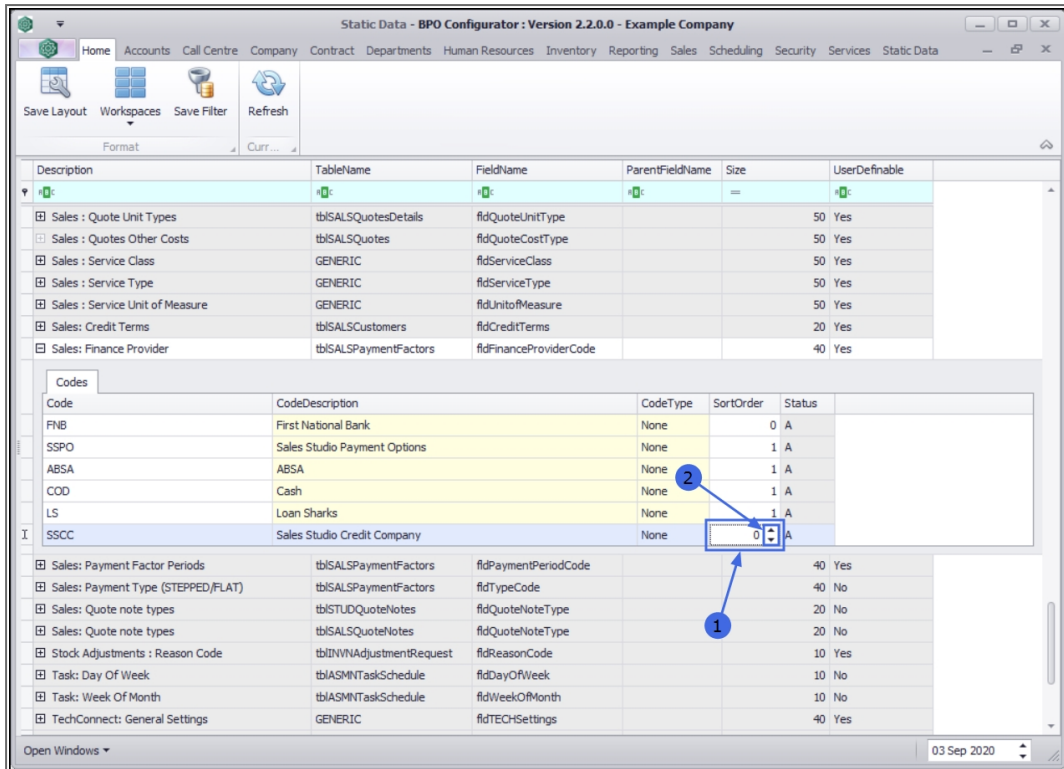 Static Data - BPO Configurator : Version 2.2.0.0 - Example Company
Home Accounts Call Centre Company Contract Departments Human Resources Inventory Reporting Sales Scheduling Security Services Static Data
Save Layout Workspaces Save Filter Refresh
Format Curr...
Description TableName FieldName ParentFieldName Size UserDefinable
Sales : Quote Unit Types tblSALSQuotesDetails fldQuoteUnitType 50 Yes
Sales : Quotes Other Costs tblSALSQuotes fldQuoteCostType 50 Yes
Sales : Service Class GENERIC fldServiceClass 50 Yes
Sales : Service Type GENERIC fldServiceType 50 Yes
Sales : Service Unit of Measure GENERIC fldUnitofMeasure 50 Yes
Sales: Credit Terms tblSALSCustomers fldCreditTerms 20 Yes
Sales: Finance Provider tblSALSPaymentFactors fldFinanceProviderCode 40 Yes
Codes
Code CodeDescription CodeType SortOrder Status
FNB First National Bank None 0 A
SSPO Sales Studio Payment Options None 1 A
ABSA ABSA None 1 A
COD Cash None 1 A
2
LS Loan Sharks None 1 A
SSCC Sales Studio Credit Company None 0 A
Sales: Payment Factor Periods tblSALSPaymentFactors fldPaymentPeriodCode 40 Yes
Sales: Payment Type (STEPPED/FLAT) tblSALSPaymentFactors fldTypeCode 40 No
Sales: Quote note types tblSTUDQuoteNotes fldQuoteNoteType 20 No
1
Sales: Quote note types tblSALSQuoteNotes fldQuoteNoteType 20 No
Stock Adjustments : Reason Code tblINVNAdjustmentRequest fldReasonCode 10 Yes
Task: Day Of Week tblASMNTaskSchedule fldDayOfWeek 10 No
Task: Week Of Month tblASMNTaskSchedule fldWeekOfMonth 10 No
TechConnect: General Settings GENERIC fldTECHSettings 40 Yes
Open Windows 03 Sep 2020